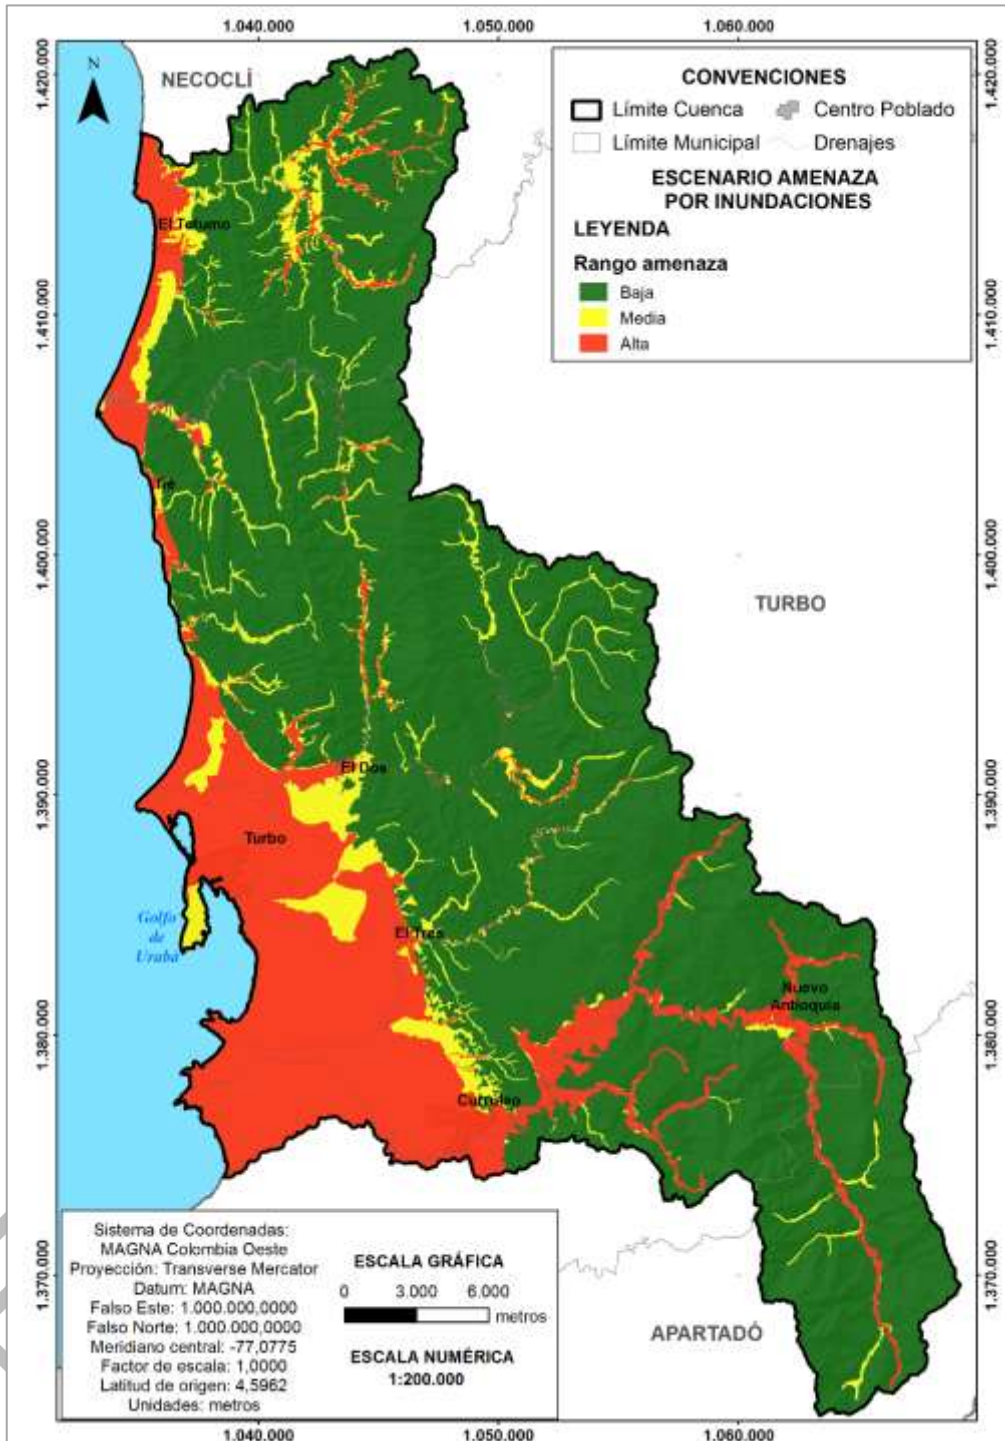 1.040.000 1.050.000 1.060.000
1.420.000
1.420.000
N
NECOCLÍ
CONVENCIONES
Límite Cuenca Centro Poblado
Límite Municipal Drenajes
ESCENARIO AMENAZA
POR INUNDACIONES
LEYENDA
Rango amenaza
Baja
Media
Alta
El Totumo
1.410.000
1.410.000
Tié
1.400.000
1.400.000
TURBO
El Dos
1.390.000
1.390.000
Turbo
Golfo
de
Urabá
El Tres
Nuevo
Antioquia
1.380.000
1.380.000
Currulao
Sistema de Coordenadas:
MAGNA Colombia Oeste
Proyección: Transverse Mercator
Datum: MAGNA
Falso Este: 1.000.000,0000
Falso Norte: 1.000.000,0000
Meridiano central: -77,0775
Factor de escala: 1,0000
Latitud de origen: 4,5962
Unidades: metros
ESCALA GRÁFICA
0 3.000 6.000
metros
ESCALA NUMÉRICA
1:200.000
1.370.000
1.370.000
APARTADÓ
1.040.000 1.050.000 1.060.000